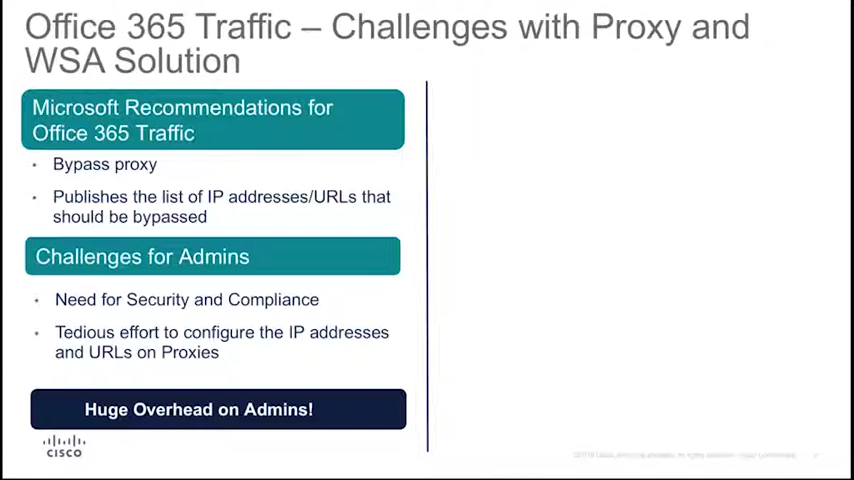 Office 365 Traffic – Challenges with Proxy and
WSA Solution
Microsoft Recommendations for
Office 365 Traffic
• Bypass proxy
• Publishes the list of IP addresses/URLs that
should be bypassed
Challenges for Admins
• Need for Security and Compliance
• Tedious effort to configure the IP addresses
and URLs on Proxies
Huge Overhead on Admins!
CISCO